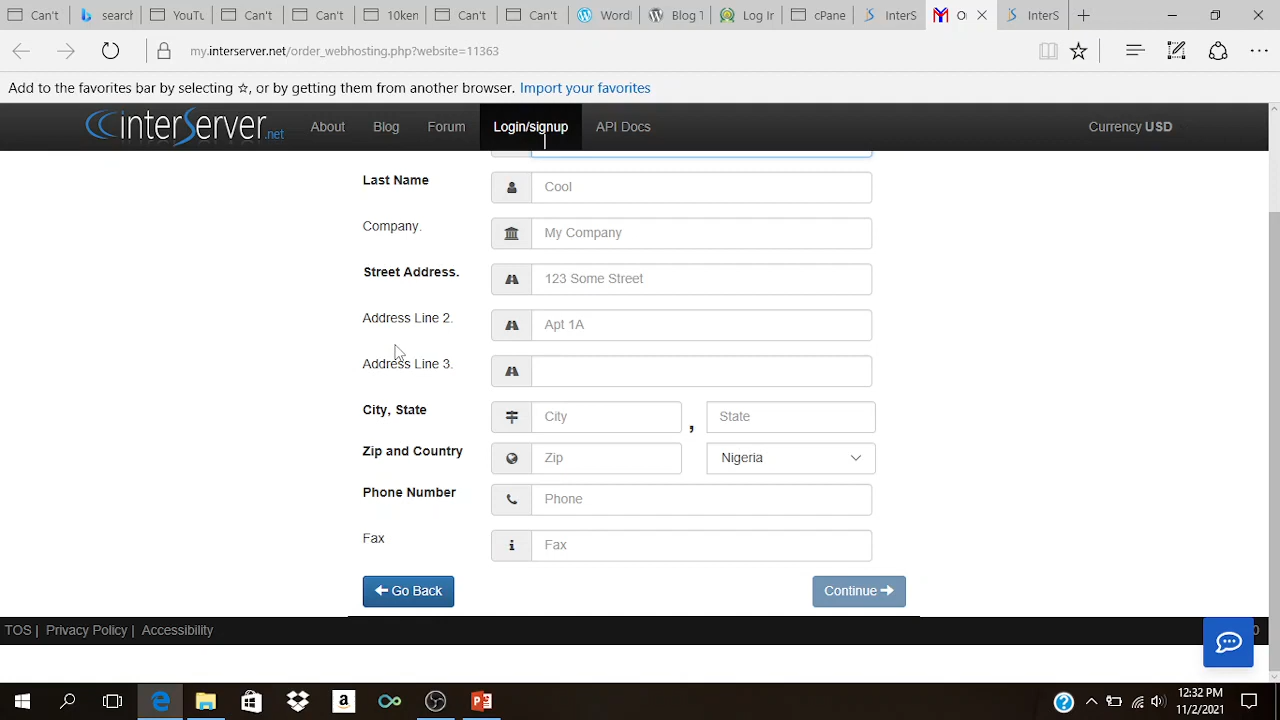 Can't
searc
YouTu
Can't
Can't
10ken
Can't
Can't
Wordl
Blog T
Log Ir
cPane
InterS
InterS
my.interserver.net/order_webhosting.php?website=11363
Add to the favorites bar by selecting ☆, or by getting them from another browser. Import your favorites
interServer.net
About
Blog
Forum
Login/signup
API Docs
Currency USD
Last Name
Cool
Company.
My Company
Street Address.
123 Some Street
Address Line 2.
Apt 1A
Address Line 3.
City, State
City
,
State
Zip and Country
Zip
Nigeria
Phone Number
Phone
Fax
Fax
Go Back
Continue
TOS | Privacy Policy | Accessibility
12:32 PM
11/2/2021